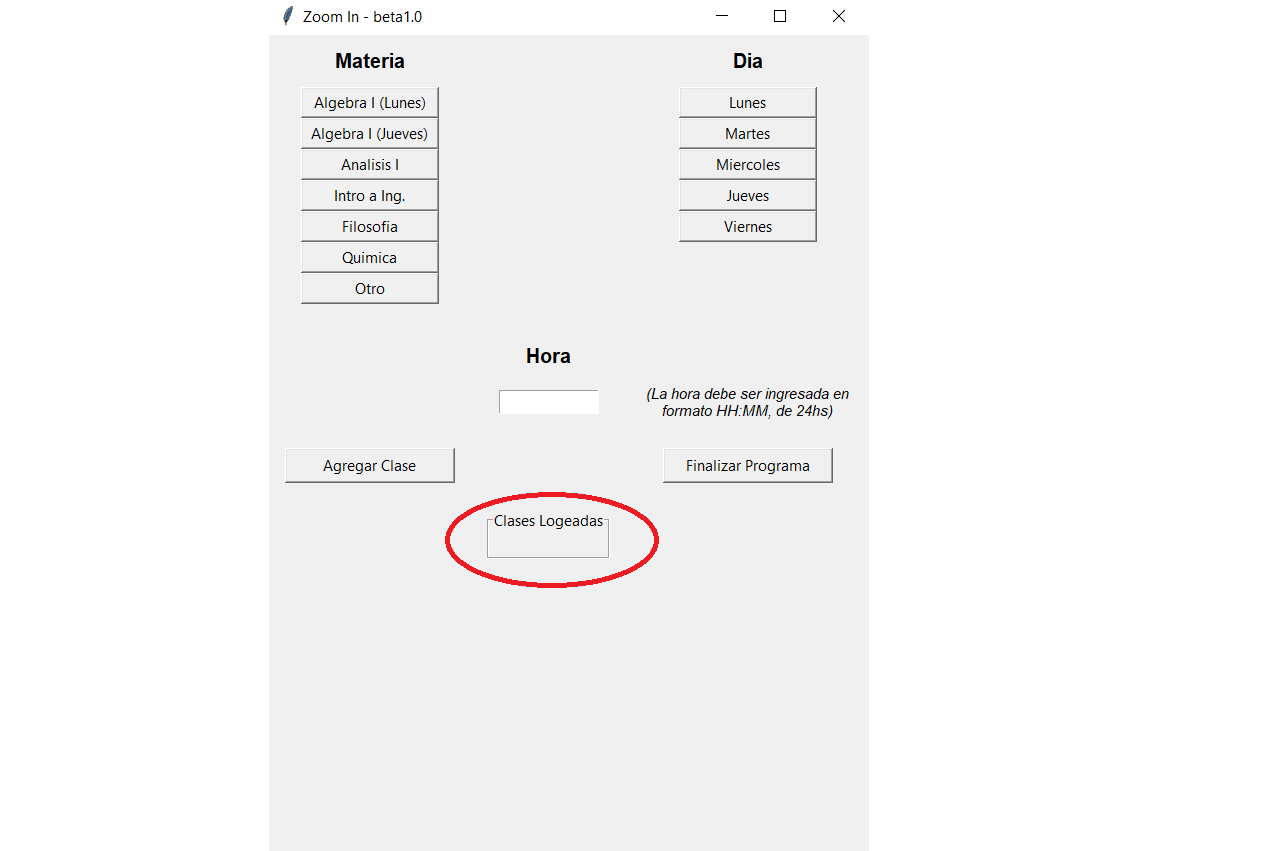 Zoom In - beta1.0
Materia
Algebra I (Lunes)
Algebra I (Jueves)
Analisis I
Intro a Ing.
Filosofia
Quimica
Otro
Dia
Lunes
Martes
Miercoles
Jueves
Viernes
Hora
(La hora debe ser ingresada en
formato HH:MM, de 24hs)
Agregar Clase
Finalizar Programa
Clases Logeadas